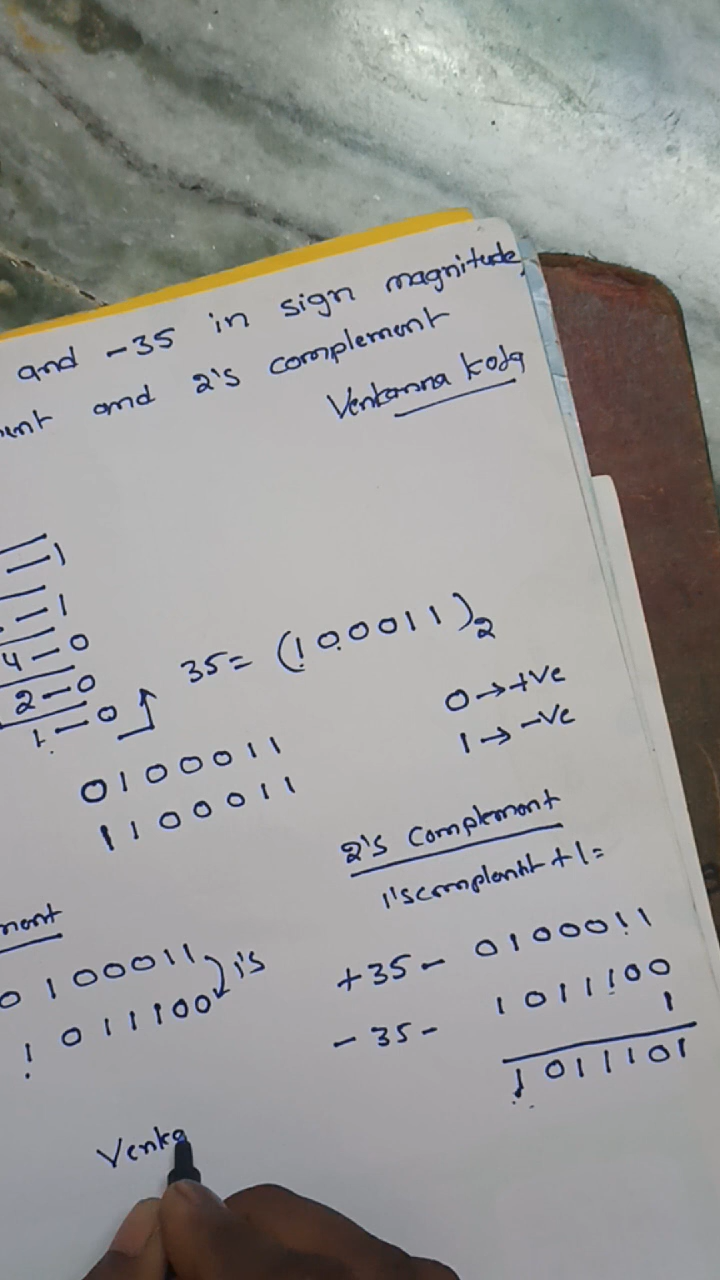 and -35 in sign magnitude,
and 2's complement
Venkanna Koda
-1
-1
4-0
2-0
1-0
35= (100011)2
0→+ve
1→-ve
0100011
1100011
2's Complement
1's complement +1=
0100011
1011100
1's
+35- 0100011
-35- 1011100
1
1011101
Venka